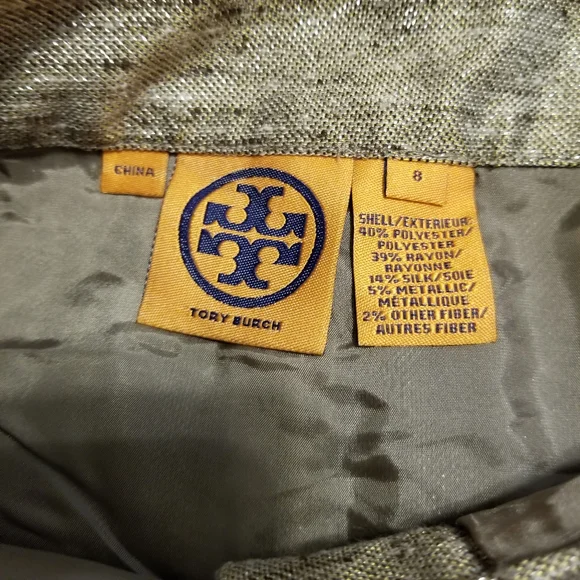 CHINA
TORY BURCH
8
SHELL/EXTERIEUR:
40% POLYESTER/
POLYESTER
39% RAYON/
RAYONNE
14% SILK/SOIE
5% METALLIC/
MÉTALLIQUE
2% OTHER FIBER/
AUTRES FIBER